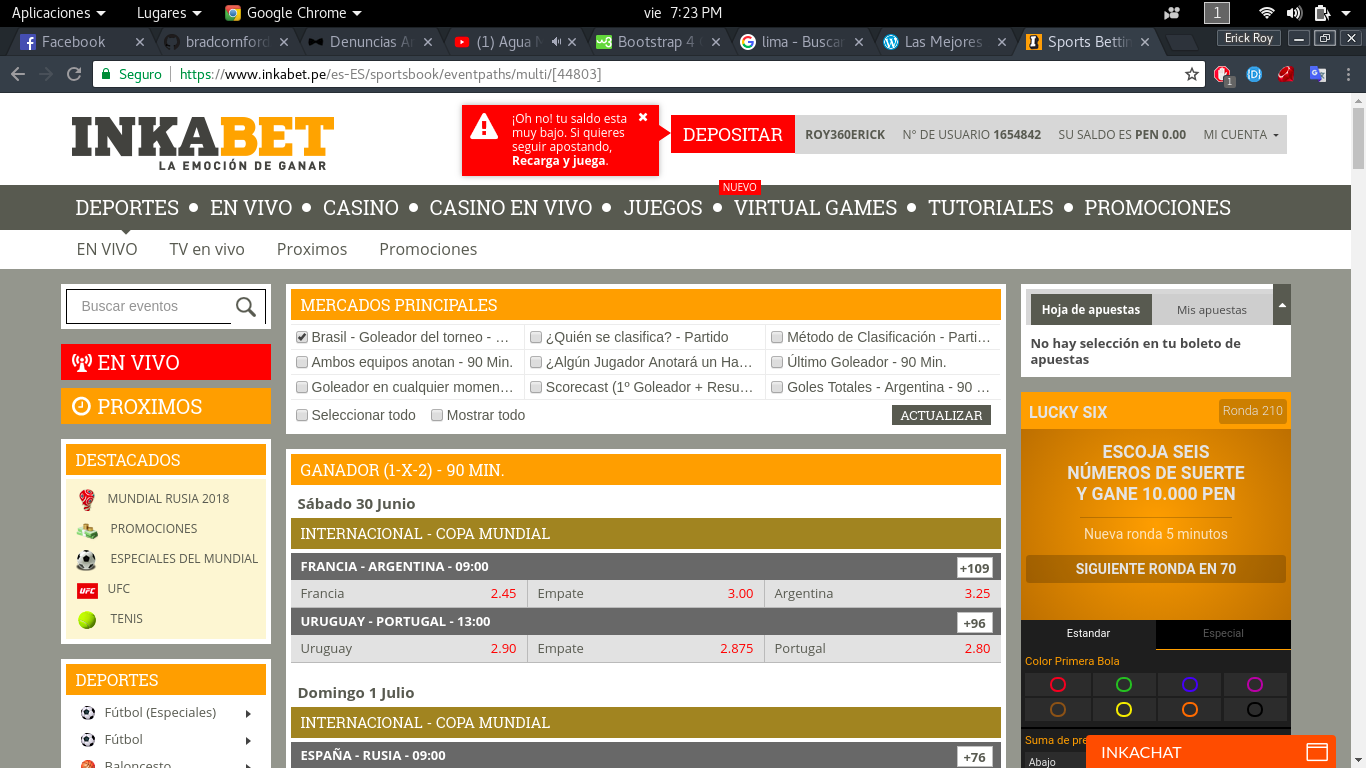 Aplicaciones Lugares Google Chrome vie 7:23 PM 1
Facebook bradcornford Denuncias A (1) Agua M Bootstrap 4 lima - Buscar Las Mejores Sports Bettin Erick Roy
Seguro https://www.inkabet.pe/es-ES/sportsbook/eventpaths/multi/[44803] 1
INKABET
LA EMOCIÓN DE GANAR
¡Oh no! tu saldo esta
muy bajo. Si quieres
seguir apostando,
Recarga y juega.
DEPOSITAR ROY360ERICK N° DE USUARIO 1654842 SU SALDO ES PEN 0.00 MI CUENTA
NUEVO
DEPORTES EN VIVO CASINO CASINO EN VIVO JUEGOS VIRTUAL GAMES TUTORIALES PROMOCIONES
EN VIVO TV en vivo Proximos Promociones
Buscar eventos
EN VIVO
PROXIMOS
DESTACADOS
MUNDIAL RUSIA 2018
PROMOCIONES
ESPECIALES DEL MUNDIAL
UFC UFC
TENIS
DEPORTES
Fútbol (Especiales)
Fútbol
Baloncesto
MERCADOS PRINCIPALES
Brasil - Goleador del torneo - ... ¿Quién se clasifica? - Partido Método de Clasificación - Parti...
Ambos equipos anotan - 90 Min. ¿Algún Jugador Anotará un Ha... Último Goleador - 90 Min.
Goleador en cualquier momen... Scorecast (1º Goleador + Resu... Goles Totales - Argentina - 90 ...
Seleccionar todo Mostrar todo ACTUALIZAR
GANADOR (1-X-2) - 90 MIN.
Sábado 30 Junio
INTERNACIONAL - COPA MUNDIAL
FRANCIA - ARGENTINA - 09:00 +109
Francia 2.45 Empate 3.00 Argentina 3.25
URUGUAY - PORTUGAL - 13:00 +96
Uruguay 2.90 Empate 2.875 Portugal 2.80
Domingo 1 Julio
INTERNACIONAL - COPA MUNDIAL
ESPAÑA - RUSIA - 09:00 +76
Hoja de apuestas Mis apuestas
No hay selección en tu boleto de
apuestas
LUCKY SIX Ronda 210
ESCOJA SEIS
NÚMEROS DE SUERTE
Y GANE 10.000 PEN
Nueva ronda 5 minutos
SIGUIENTE RONDA EN 70
Estandar Especial
Color Primera Bola
Suma de pre
Abajo
INKACHAT